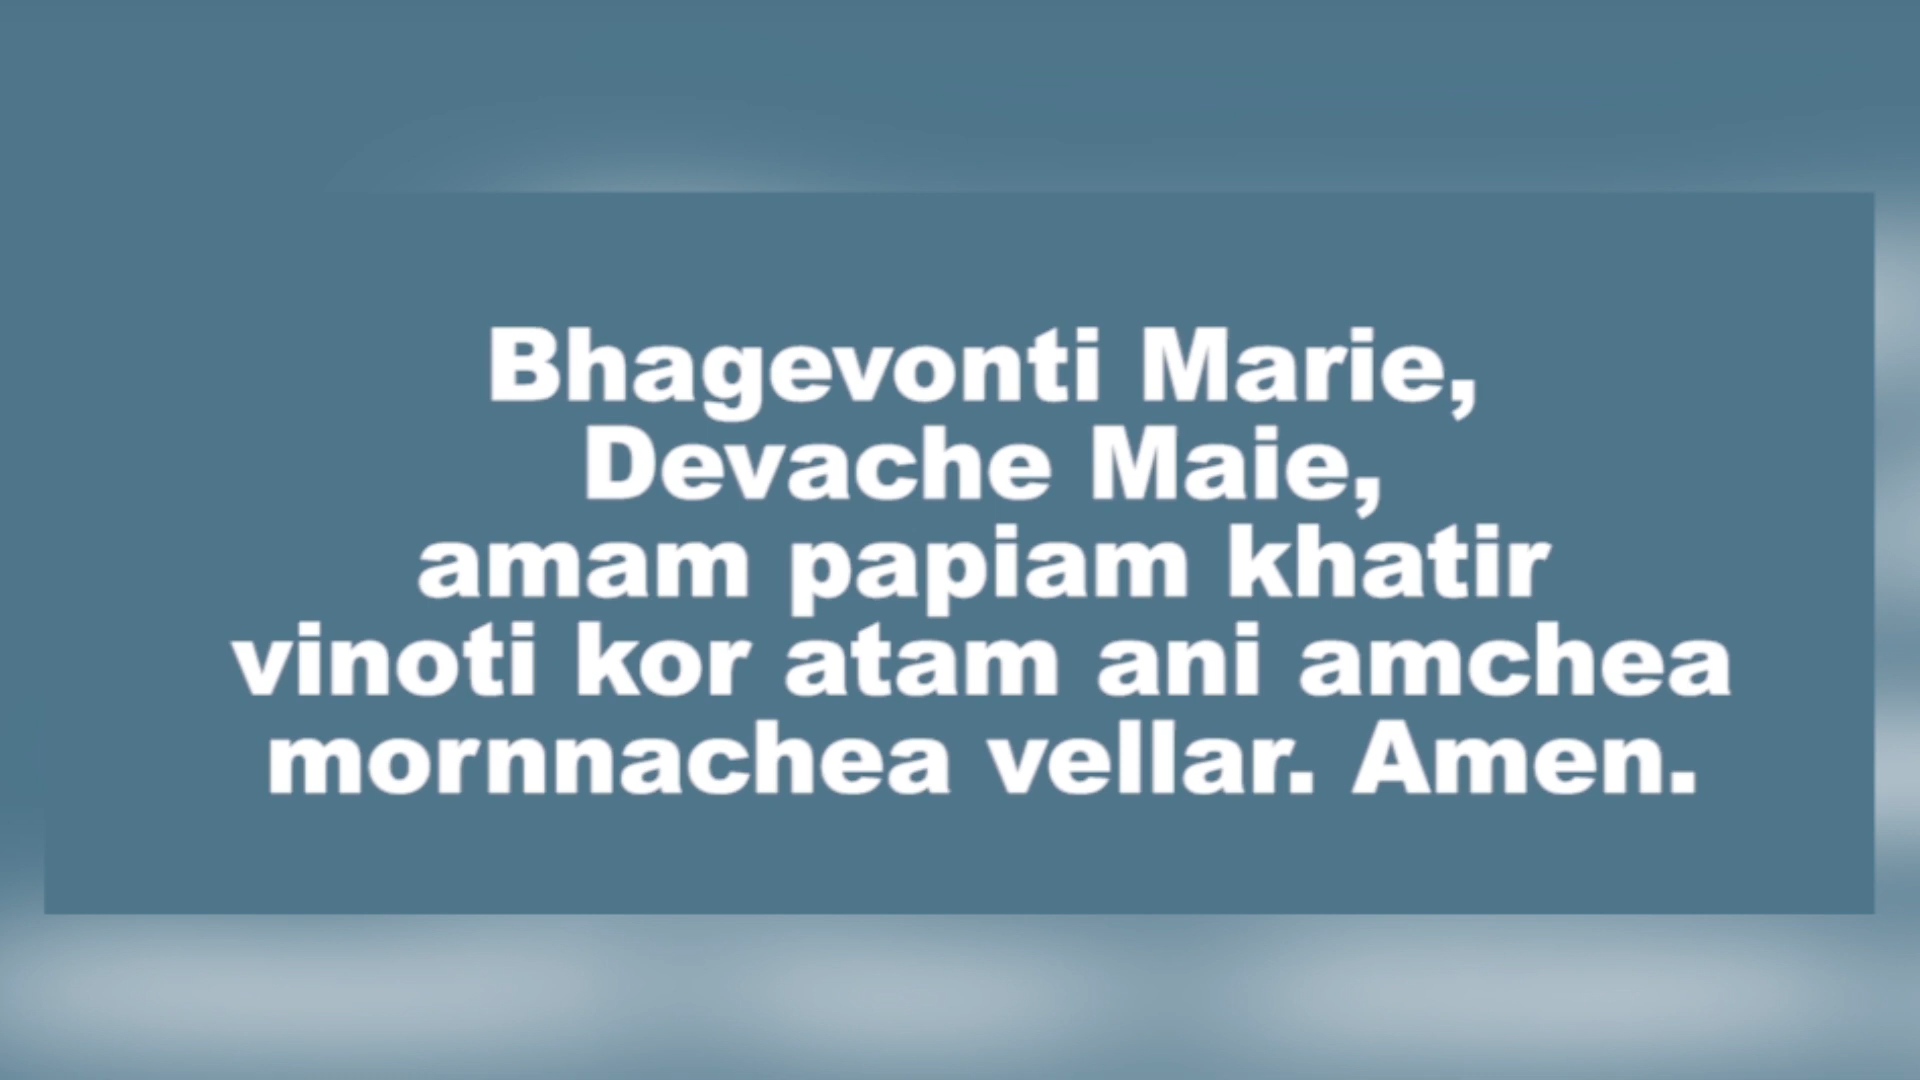 Bhagevonti Marie,
Devache Maie,
amam papiam khatir
vinoti kor atam ani amchea
mornnachea vellar. Amen.